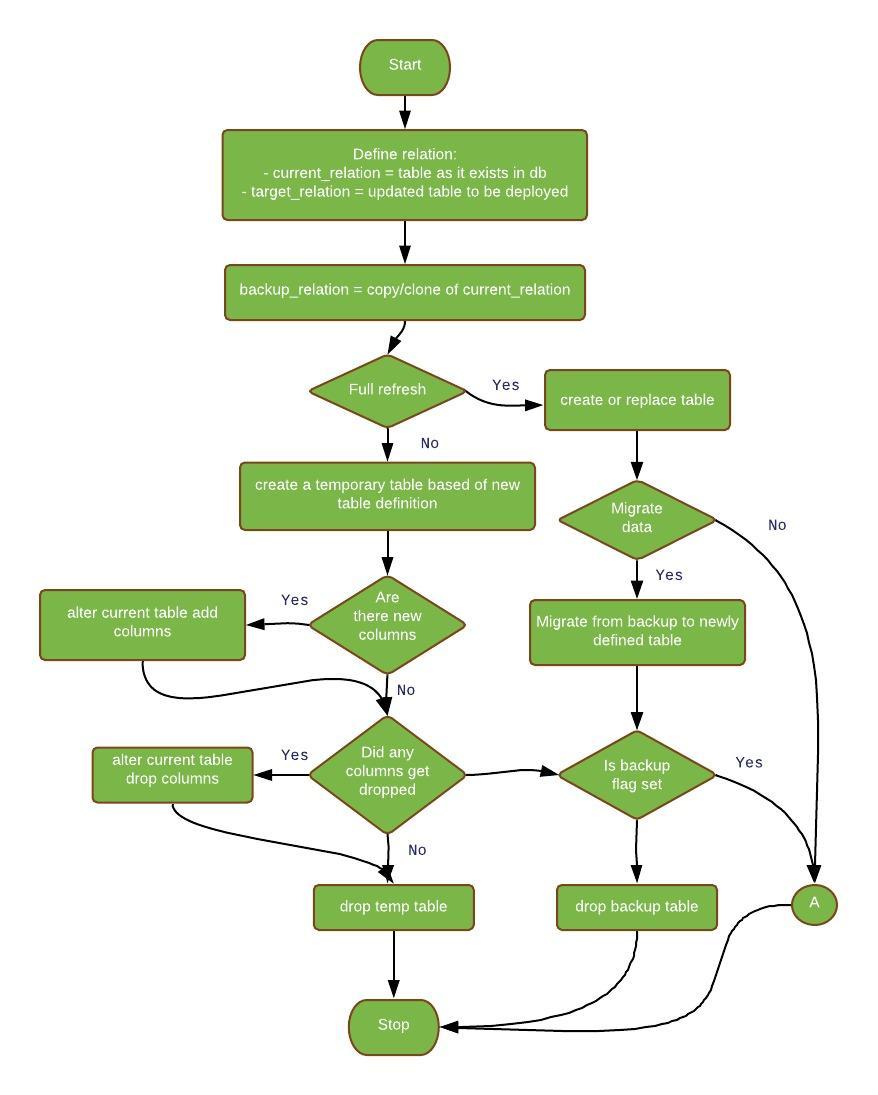 Start
Define relation:
- current_relation = table as it exists in db
- target_relation = updated table to be deployed
backup_relation = copy/clone of current_relation
Full refresh
Yes
create or replace table
No
create a temporary table based of new
table definition
Migrate
data
No
Yes
Are
there new
columns
Yes
alter current table add
columns
Migrate from backup to newly
defined table
No
Did any
columns get
dropped
Yes
alter current table
drop columns
Is backup
flag set
Yes
No
drop temp table
drop backup table
A
Stop